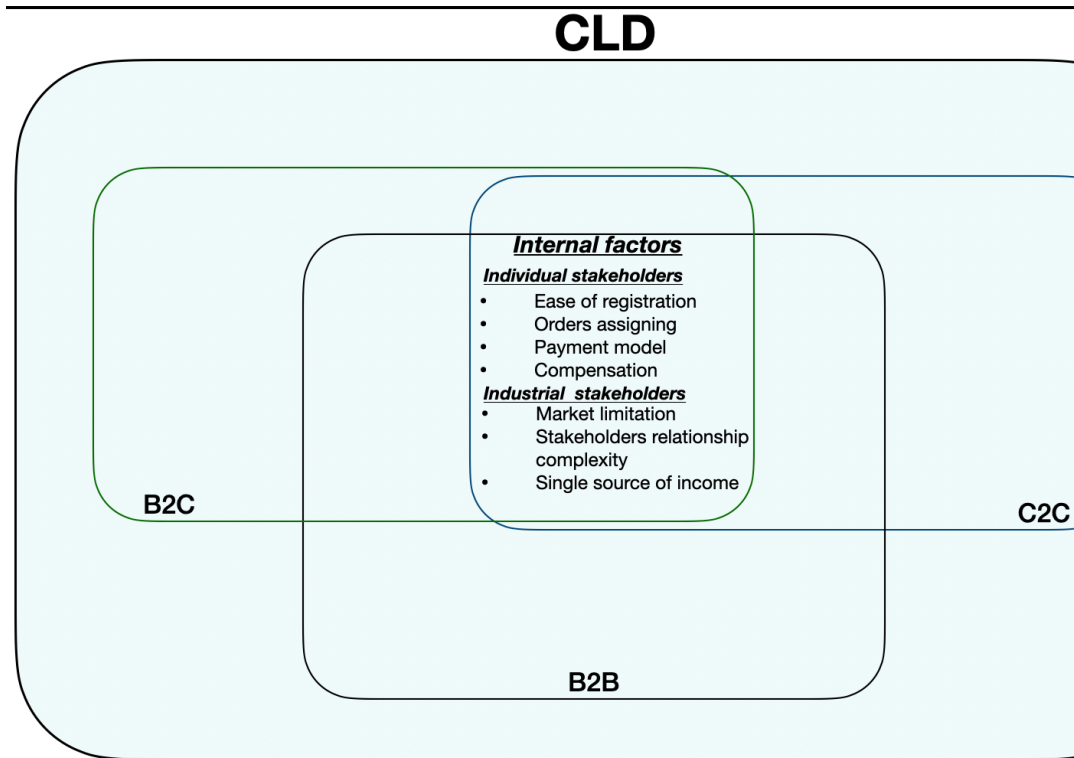 CLD
Internal factors
Individual stakeholders
• Ease of registration
• Orders assigning
• Payment model
• Compensation
Industrial stakeholders
• Market limitation
• Stakeholders relationship
complexity
• Single source of income
B2C
C2C
B2B